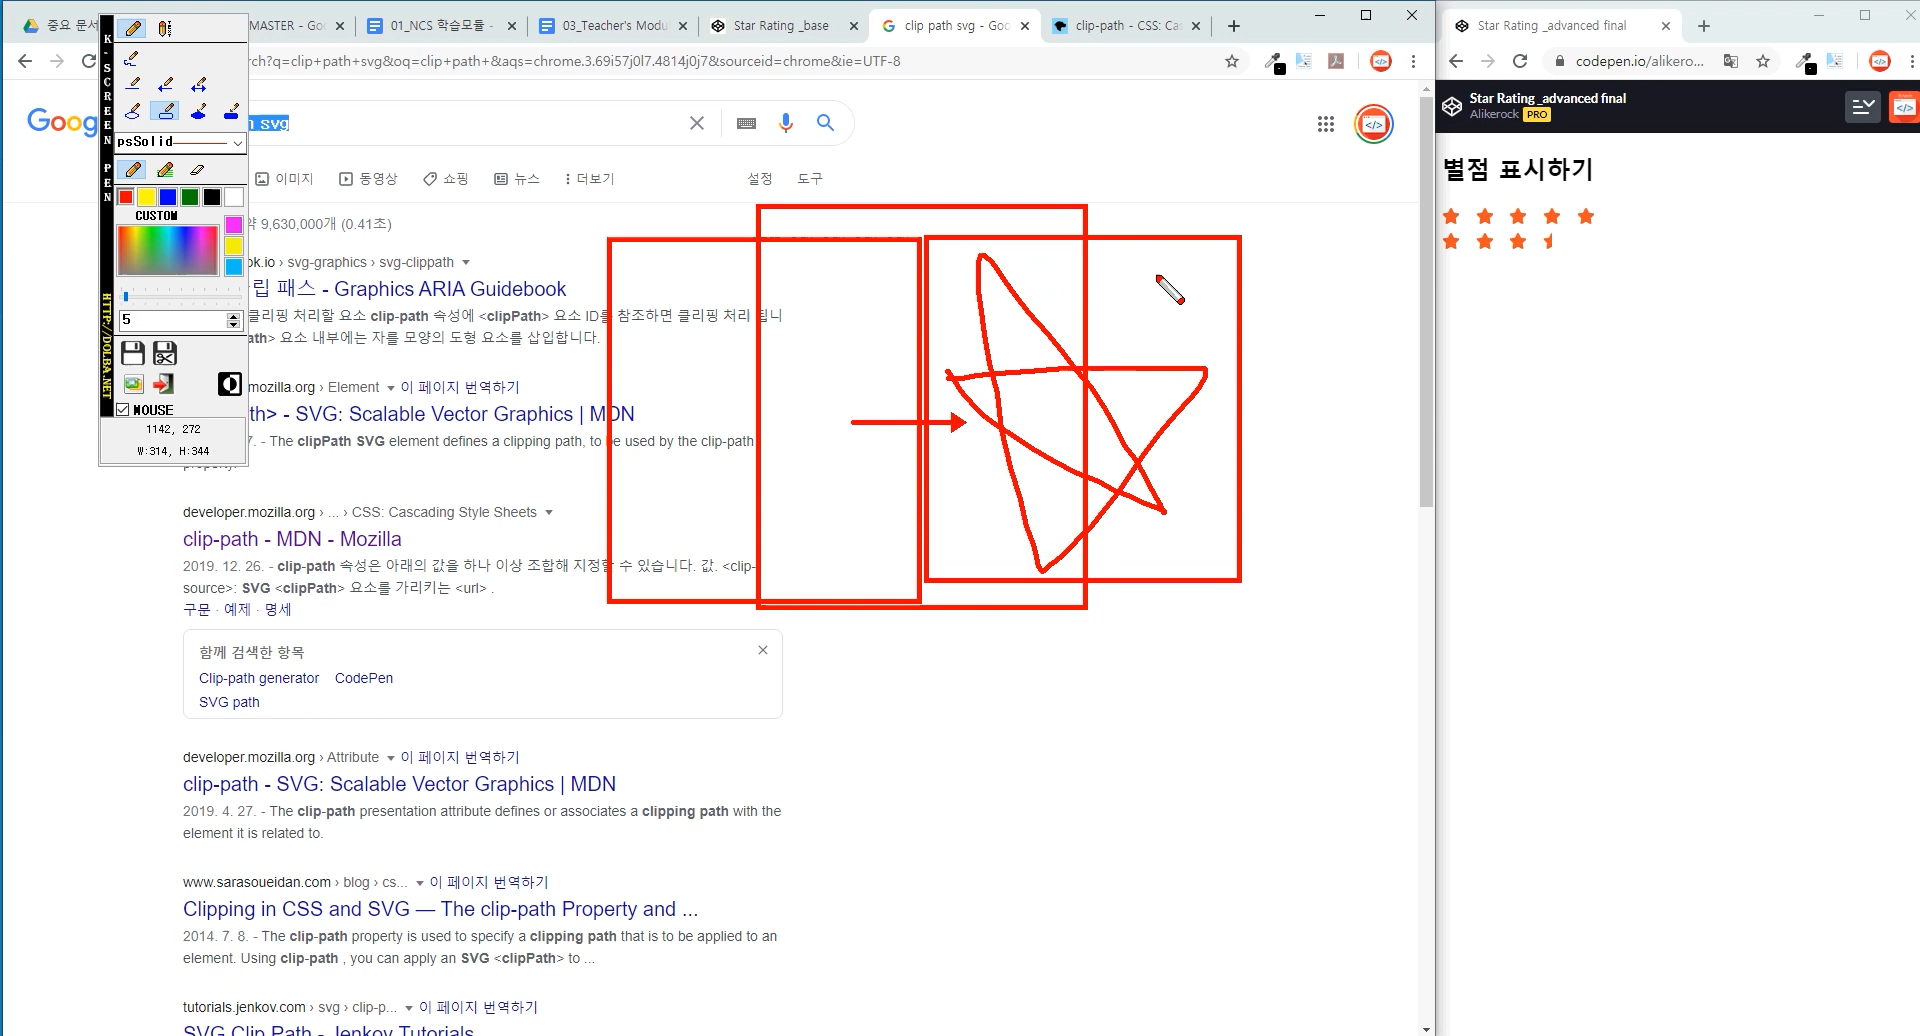 중요 문서
MASTER - Goo
01_NCS 학습모듈 -
03_Teacher's Modu
Star Rating _base
clip path svg - Goo
clip-path - CSS: Cas
rch?q=clip+path+svg&oq=clip+path+&aqs=chrome.3.69i57j0l7.4814j0j7&sourceid=chrome&ie=UTF-8
Star Rating _advanced final
codepen.io/alikero...
Star Rating _advanced final
Alikerock PRO
별점 표시하기
K-SCREEN PEN
HTTP://DOLBA.NET
psSolid
CUSTOM
5
MOUSE
1142, 272
W:314, H:344
Goog
svg
이미지
동영상
쇼핑
뉴스
더보기
설정
도구
약 9,630,000개 (0.41초)
ok.io › svg-graphics › svg-clippath
립 패스 - Graphics ARIA Guidebook
클리핑 처리할 요소 clip-path 속성에 <clipPath> 요소 ID를 참조하면 클리핑 처리 됩니
ath> 요소 내부에는 자를 모양의 도형 요소를 삽입합니다.
mozilla.org › Element 이 페이지 번역하기
th> - SVG: Scalable Vector Graphics | MDN
7. - The clipPath SVG element defines a clipping path, to be used by the clip-path
property.
developer.mozilla.org › ... › CSS: Cascading Style Sheets
clip-path - MDN - Mozilla
2019. 12. 26. - clip-path 속성은 아래의 값을 하나 이상 조합해 지정할 수 있습니다. 값. <clip-
source>: SVG <clipPath> 요소를 가리키는 <url> .
구문 · 예제 · 명세
함께 검색한 항목
Clip-path generator CodePen
SVG path
developer.mozilla.org › Attribute 이 페이지 번역하기
clip-path - SVG: Scalable Vector Graphics | MDN
2019. 4. 27. - The clip-path presentation attribute defines or associates a clipping path with the
element it is related to.
www.sarasoueidan.com › blog › cs... 이 페이지 번역하기
Clipping in CSS and SVG — The clip-path Property and ...
2014. 7. 8. - The clip-path property is used to specify a clipping path that is to be applied to an
element. Using clip-path , you can apply an SVG <clipPath> to ...
tutorials.jenkov.com › svg › clip-p... 이 페이지 번역하기
SVG Clip Path - Jenkov Tutorials